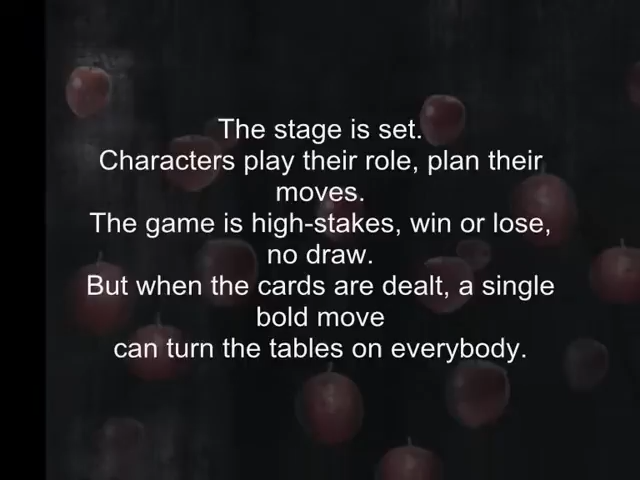 The stage is set.
Characters play their role, plan their
moves.
The game is high-stakes, win or lose,
no draw.
But when the cards are dealt, a single
bold move
can turn the tables on everybody.